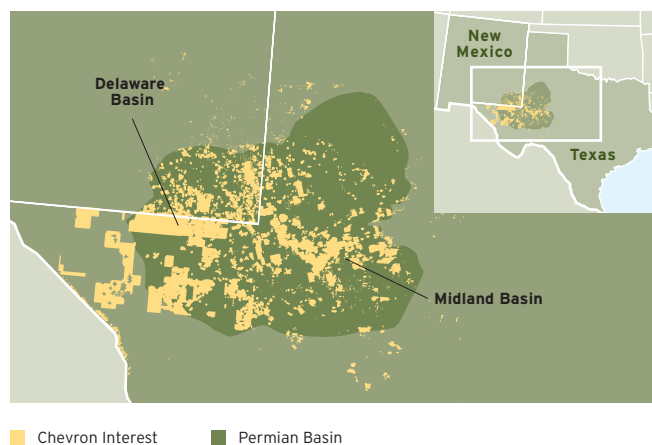 New
Mexico
Delaware
Basin
Texas
Midland Basin
Chevron Interest
Permian Basin